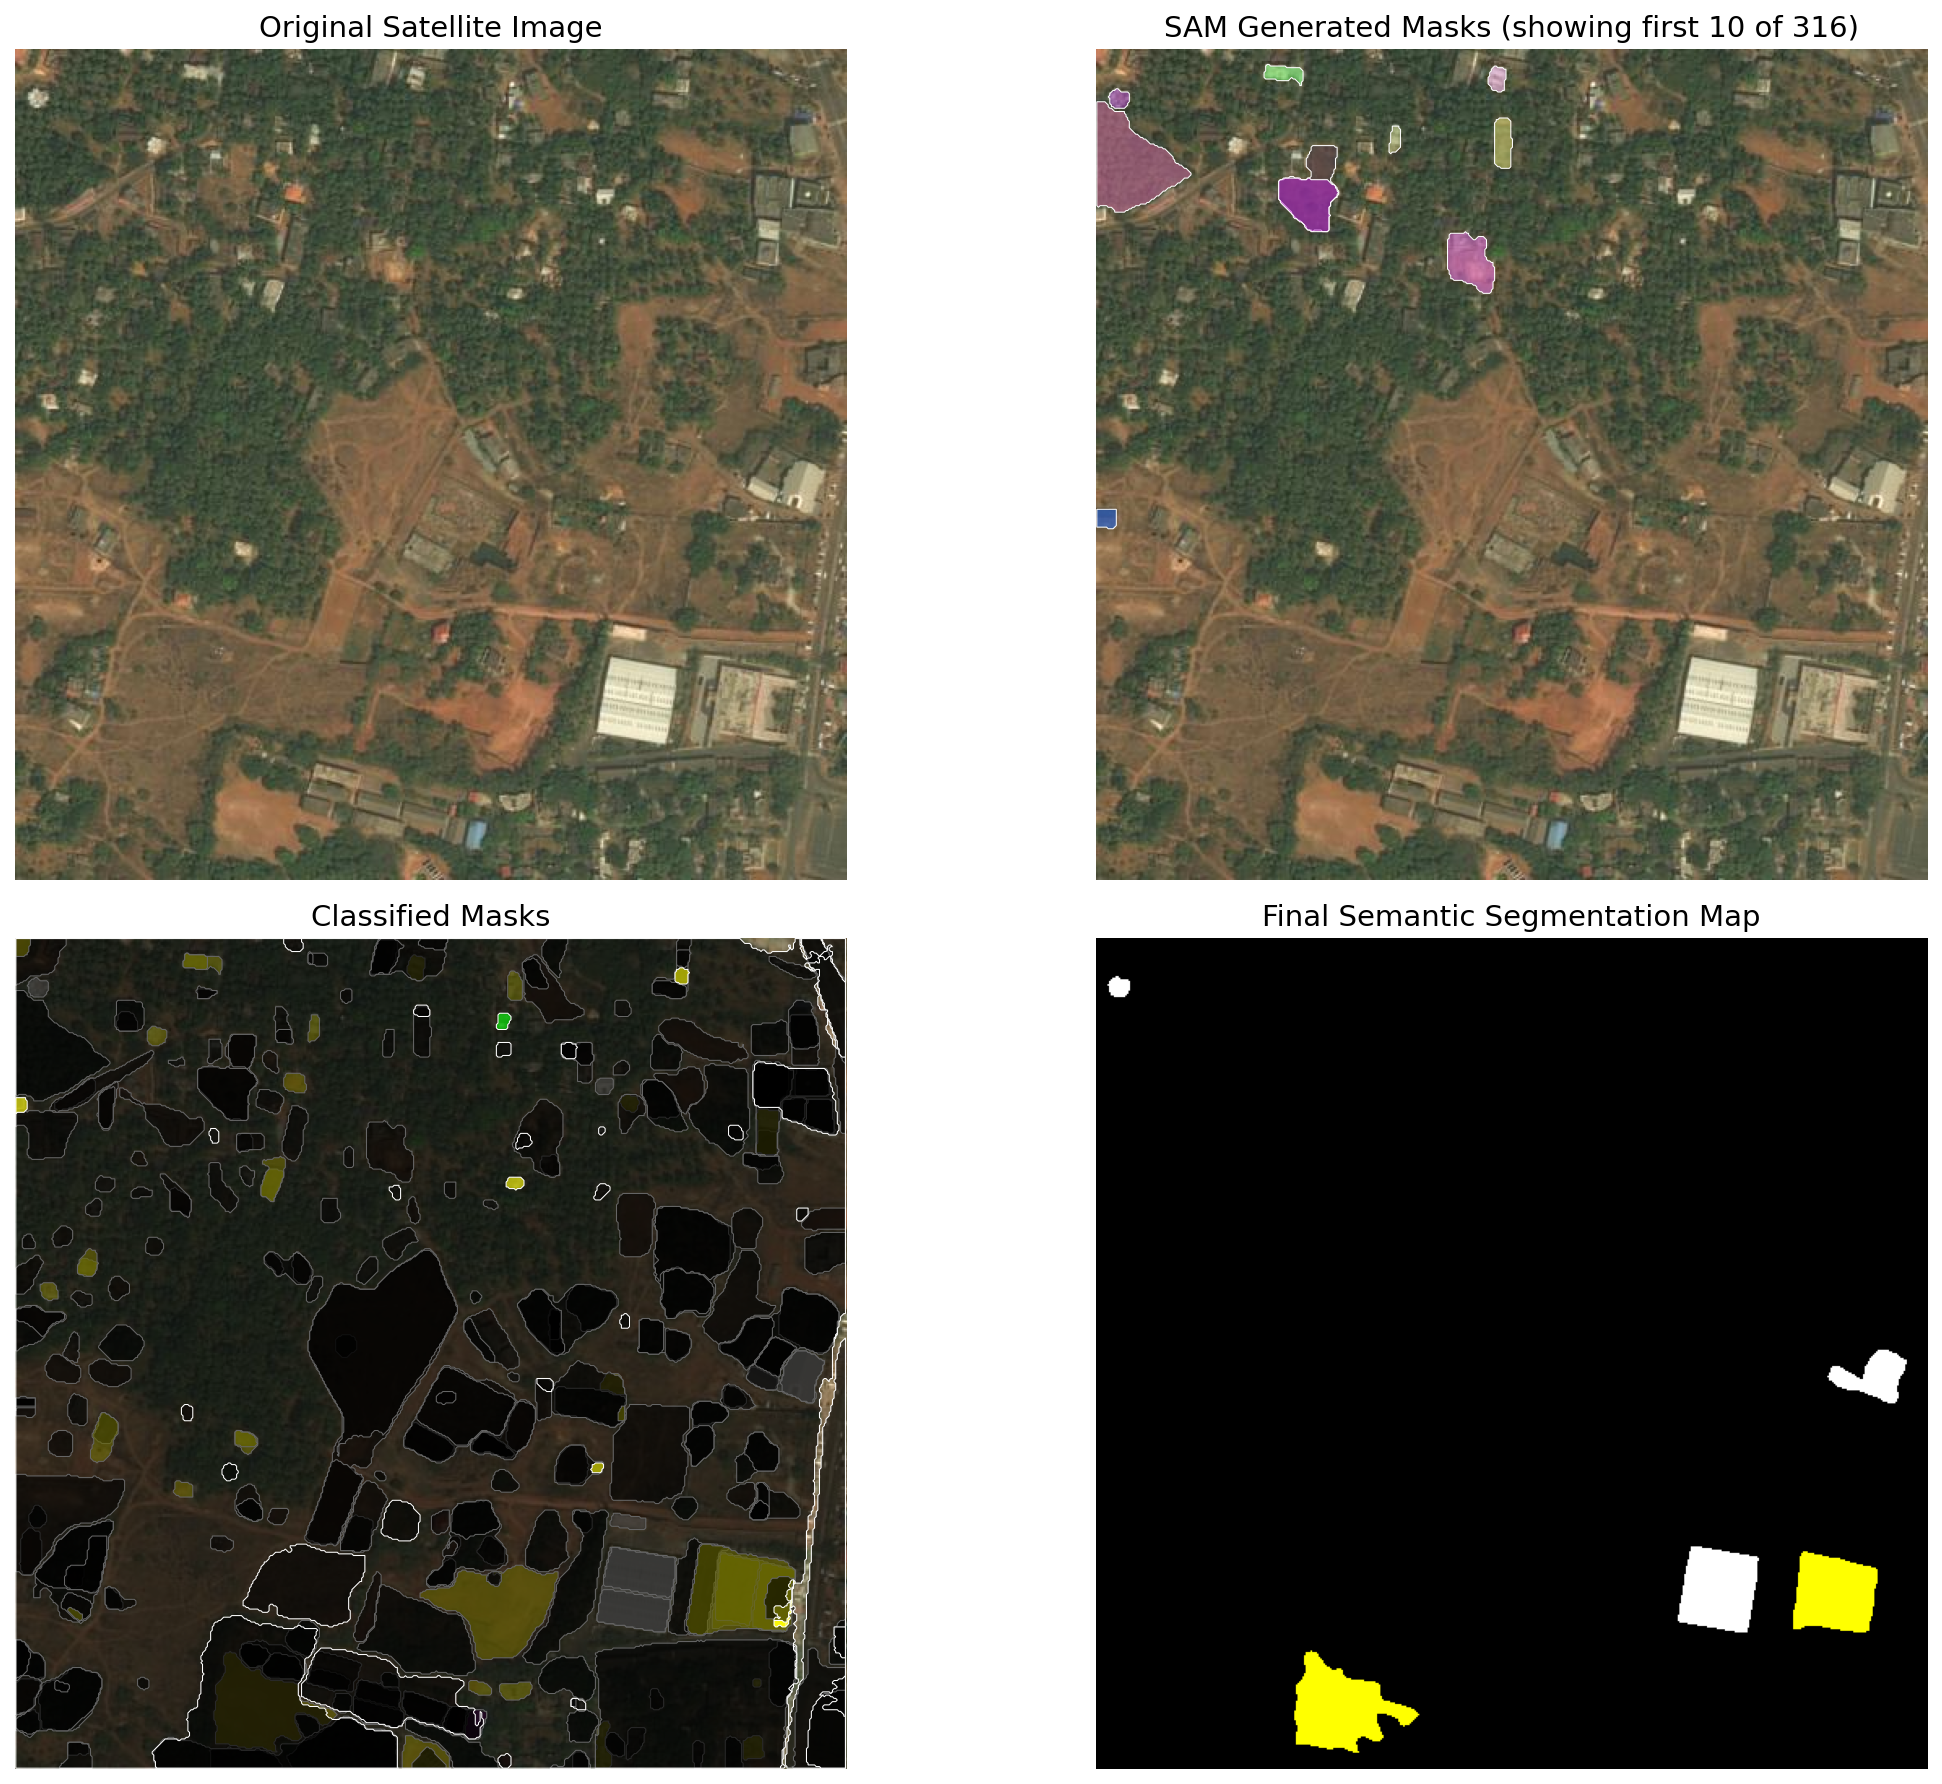 Original Satellite Image
SAM Generated Masks (showing first 10 of 316)
Classified Masks
Final Semantic Segmentation Map